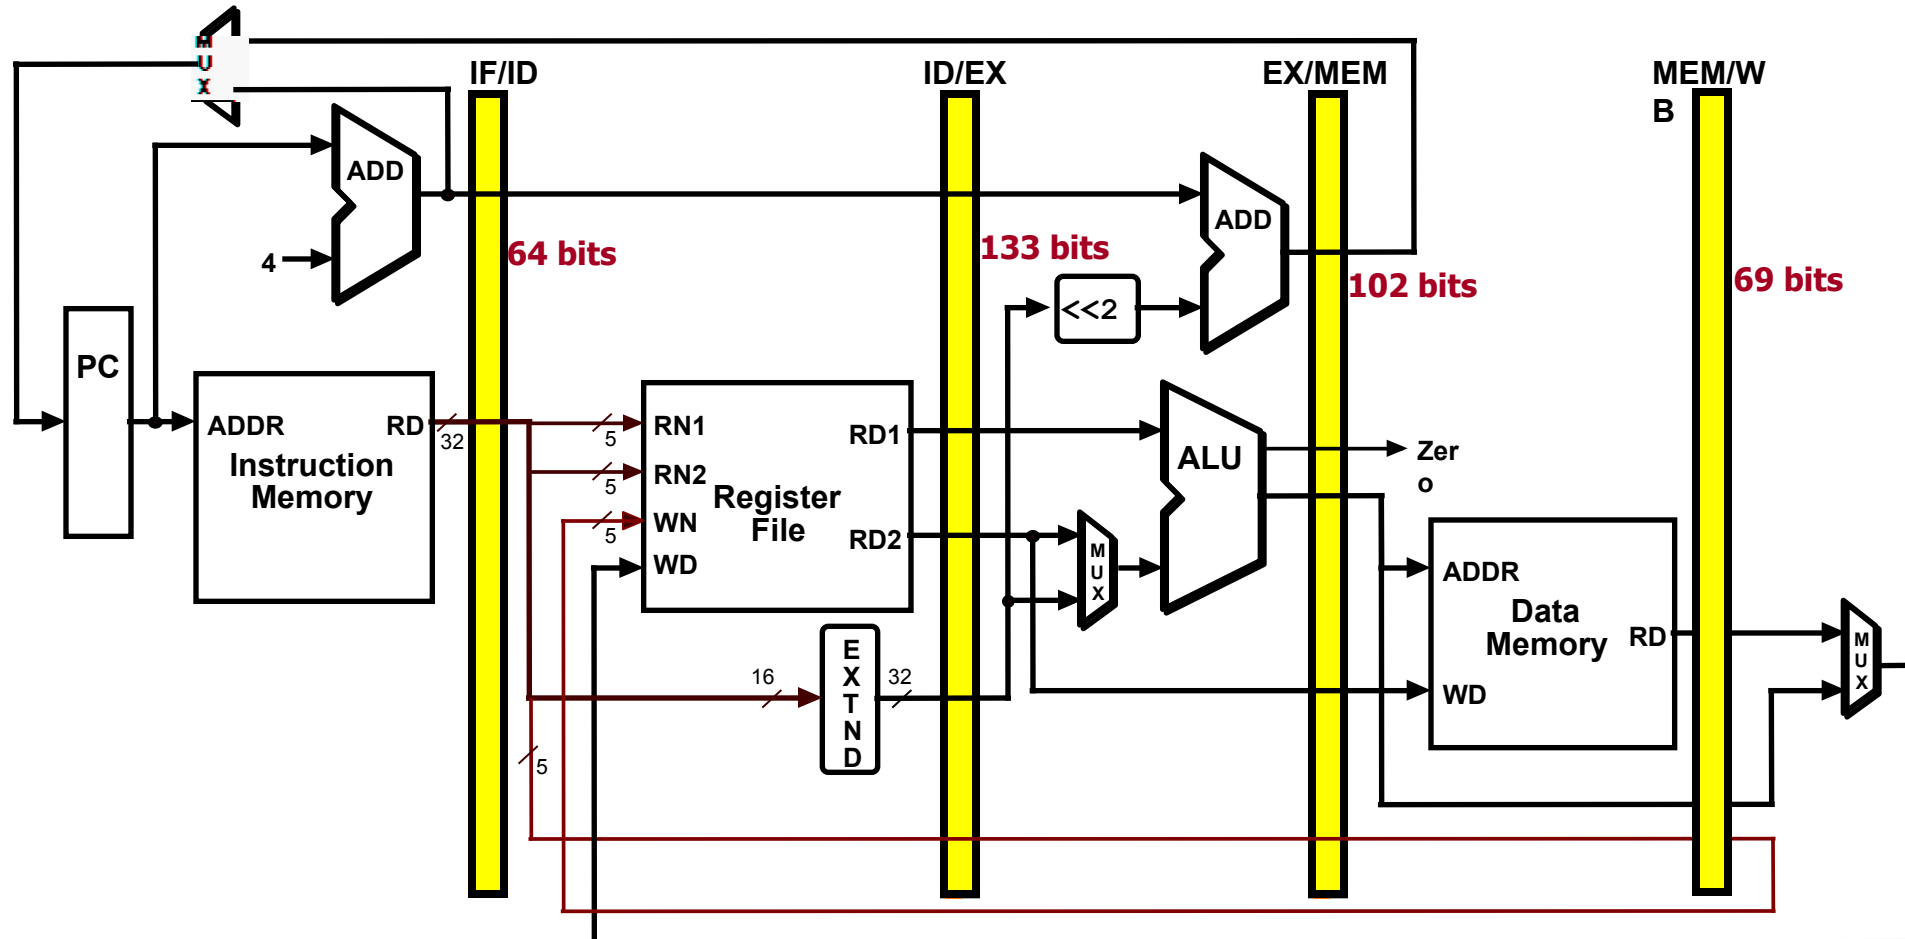 M
U
X
IF/ID
ID/EX
EX/MEM
MEM/W
B
ADD
4
64 bits
133 bits
ADD
102 bits
69 bits
<<2
PC
ADDR
RD
32
Instruction
Memory
5
RN1
5
RN2
5
WN
WD
Register
File
RD1
RD2
ALU
Zer
o
M
U
X
ADDR
Data
Memory
RD
WD
M
U
X
16
E
X
T
N
D
32
5